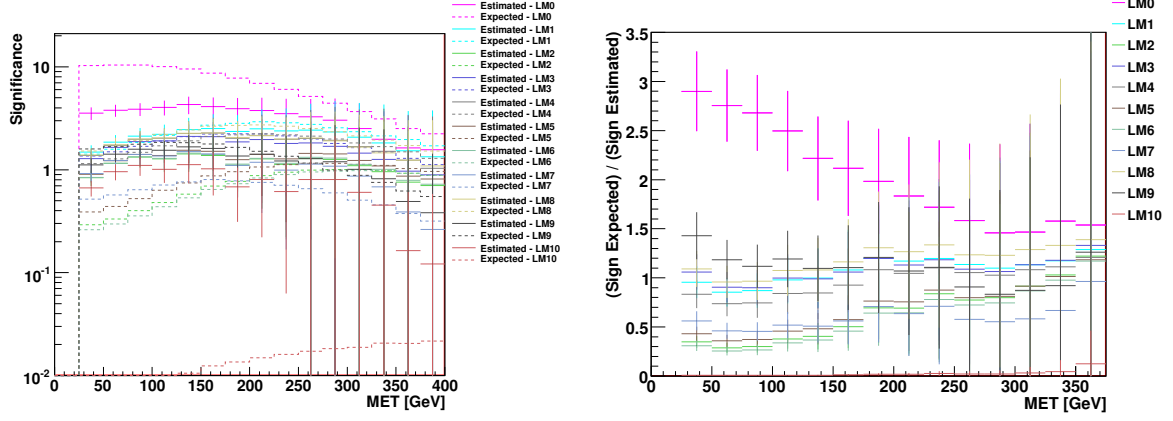 Significance
10
1
10-1
10-2
0 50 100 150 200 250 300 350 400
MET [GeV]
Estimated - LM0
Expected - LM0
Estimated - LM1
Expected - LM1
Estimated - LM2
Expected - LM2
Estimated - LM3
Expected - LM3
Estimated - LM4
Expected - LM4
Estimated - LM5
Expected - LM5
Estimated - LM6
Expected - LM6
Estimated - LM7
Expected - LM7
Estimated - LM8
Expected - LM8
Estimated - LM9
Expected - LM9
Estimated - LM10
Expected - LM10
(Sign Expected) / (Sign Estimated)
3.5
3
2.5
2
1.5
1
0.5
0
0 50 100 150 200 250 300 350
MET [GeV]
LM0
LM1
LM2
LM3
LM4
LM5
LM6
LM7
LM8
LM9
LM10